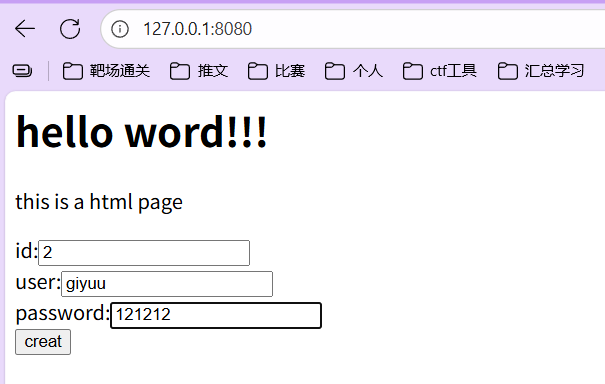 127.0.0.1:8080
靶场通关 推文 比赛 个人 ctf工具 汇总学习
hello word!!!
this is a html page
id:2
user:giyuu
password:121212
creat